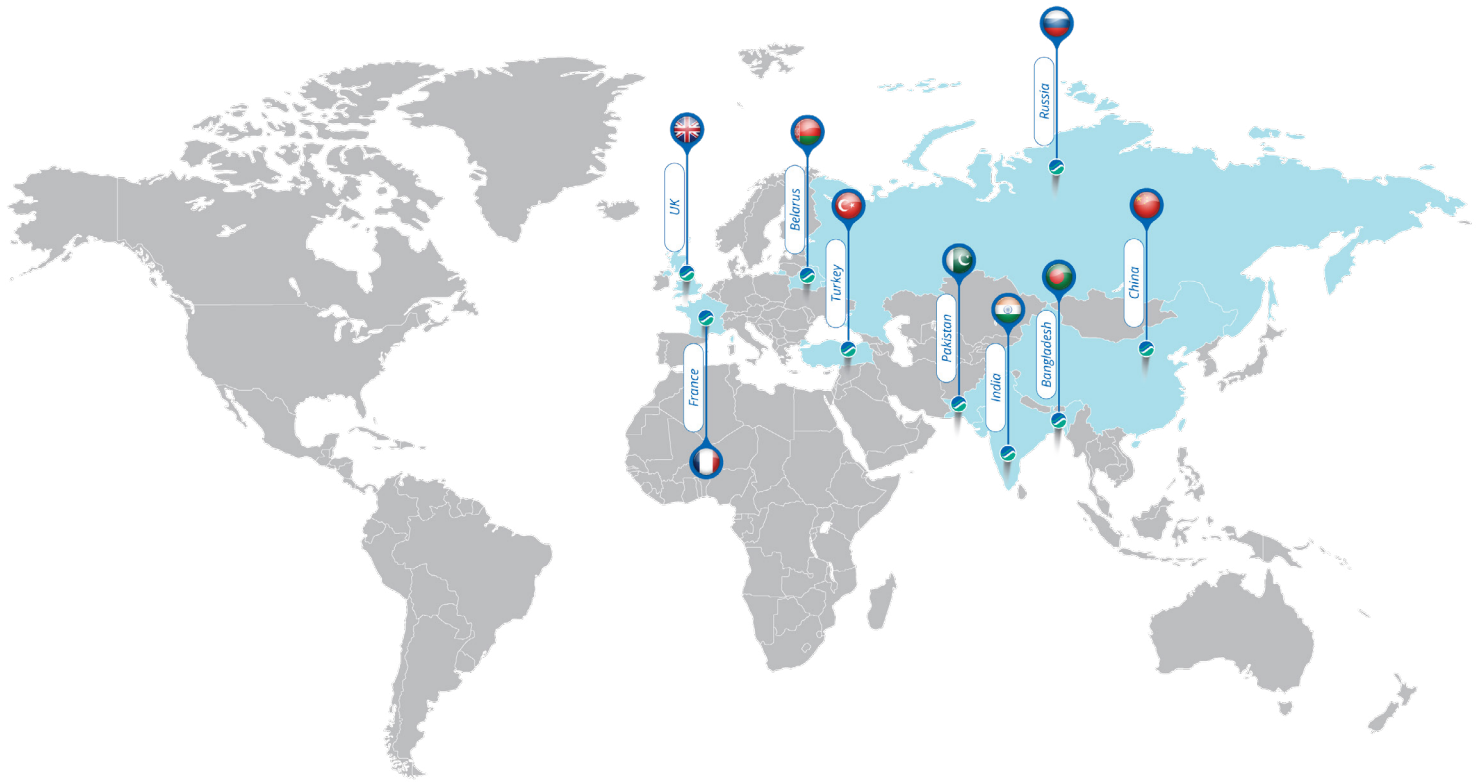 Russia
UK
Belarus
Turkey
China
Pakistan
Bangladesh
India
France